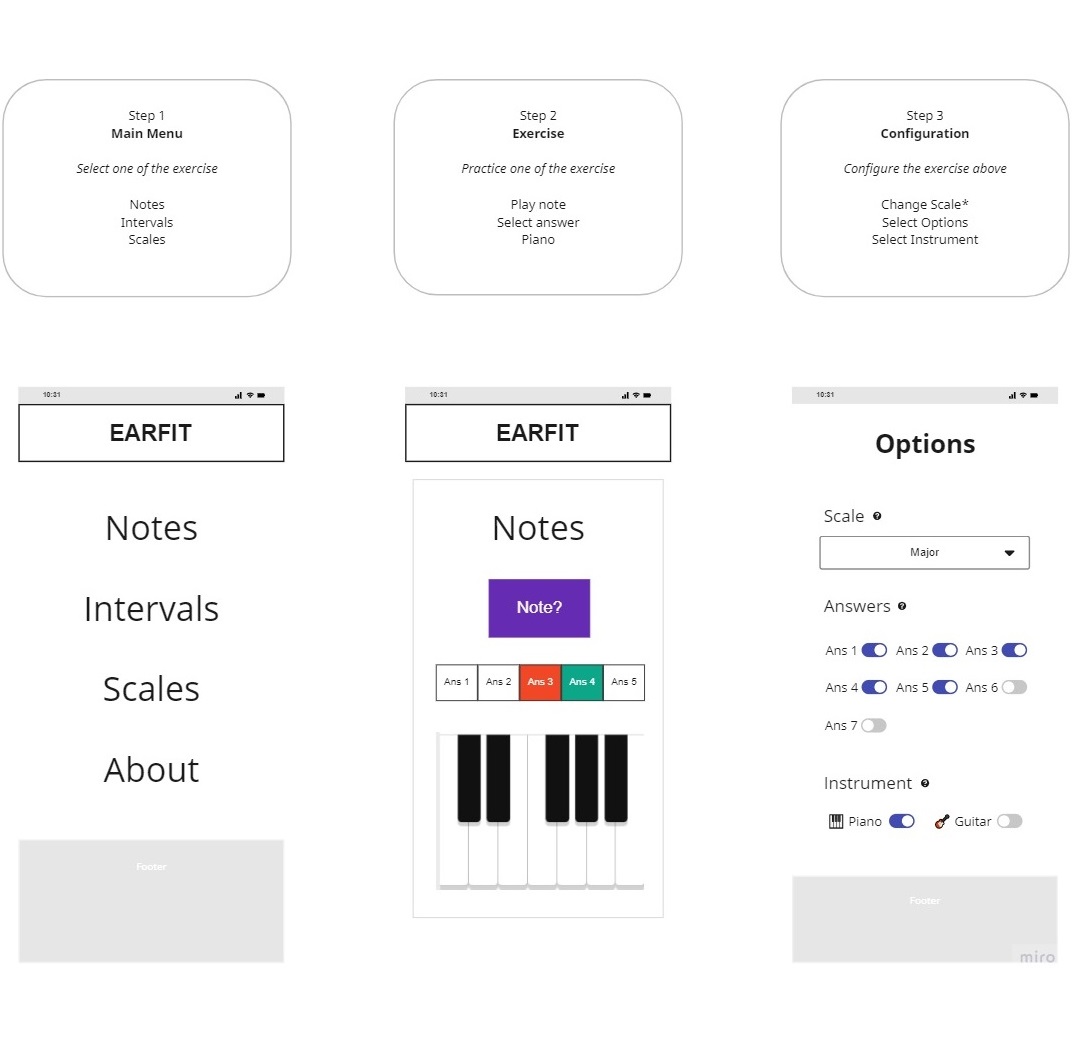 Step 1
Main Menu
Select one of the exercise
Notes
Intervals
Scales
Step 2
Exercise
Practice one of the exercise
Play note
Select answer
Piano
Step 3
Configuration
Configure the exercise above
Change Scale*
Select Options
Select Instrument
10:31
EARFIT
Notes
Intervals
Scales
About
Footer
10:31
EARFIT
Notes
Note?
Ans 1 Ans 2 Ans 3 Ans 4 Ans 5
10:31
Options
Scale ?
Major
Answers ?
Ans 1 Ans 2 Ans 3
Ans 4 Ans 5 Ans 6
Ans 7
Instrument ?
Piano Guitar
Footer
miro